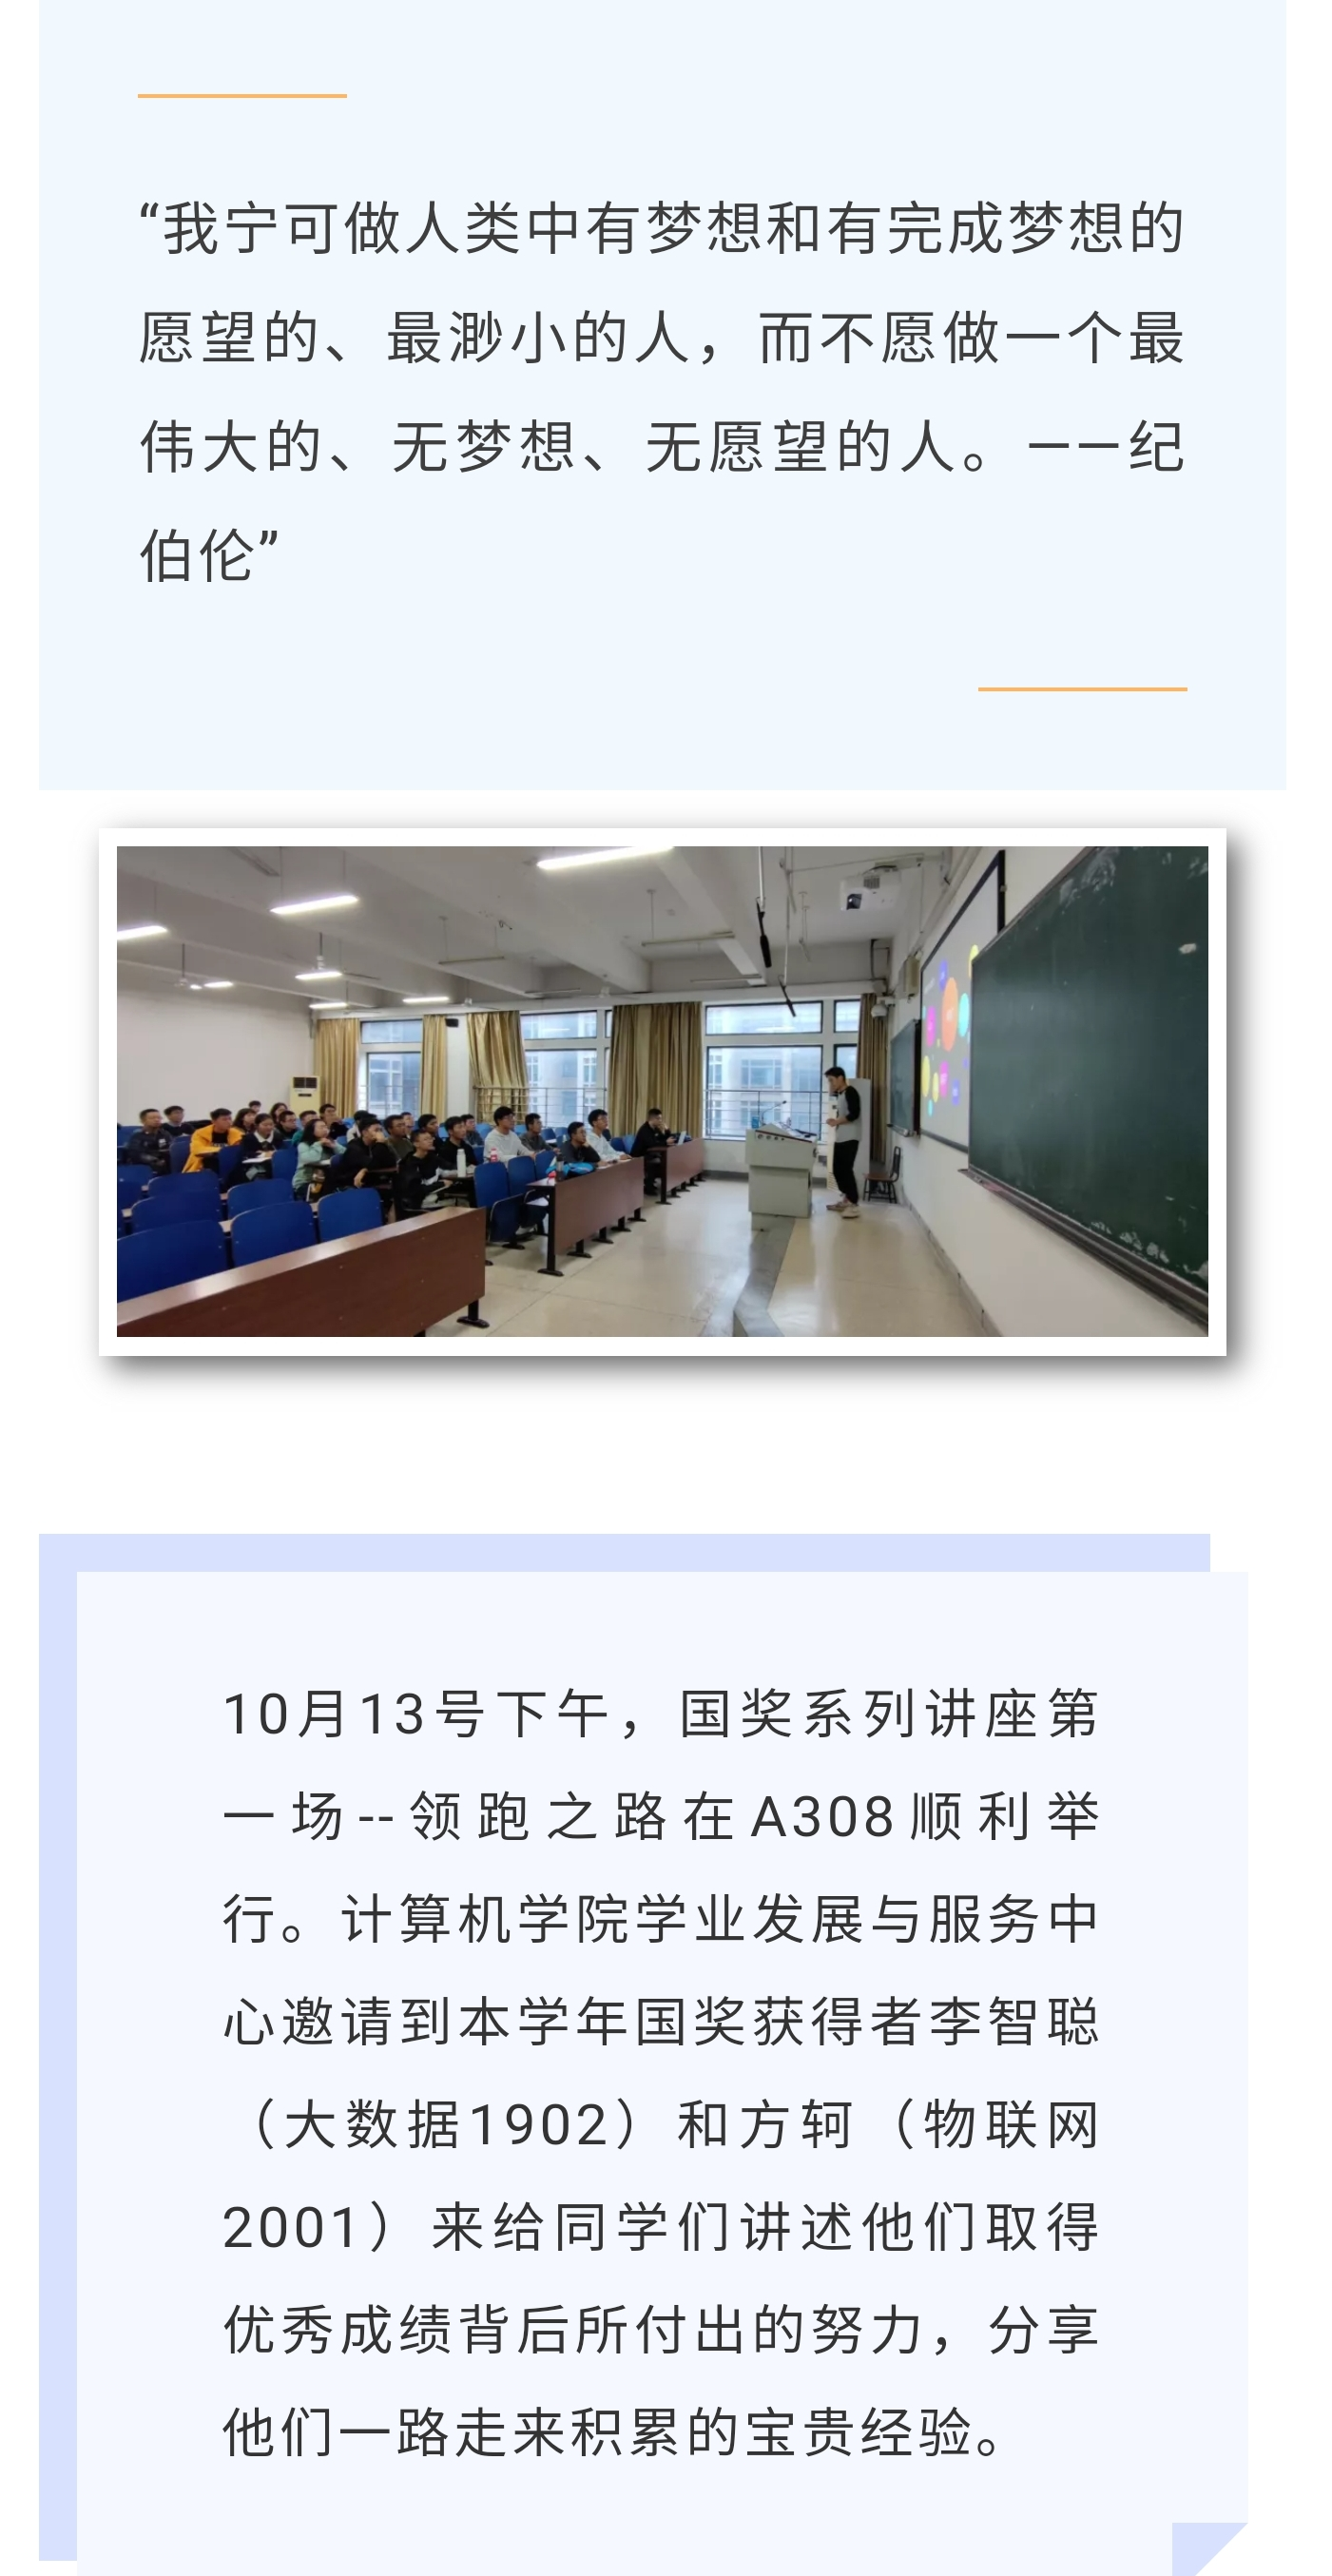 “我宁可做人类中有梦想和有完成梦想的
愿望的、最渺小的人，而不愿做一个最
伟大的、无梦想、无愿望的人。——纪
伯伦”
10月13号下午，国奖系列讲座第
一场--领跑之路在A308顺利举
行。计算机学院学业发展与服务中
心邀请到本学年国奖获得者李智聪
（大数据1902）和方轲（物联网
2001）来给同学们讲述他们取得
优秀成绩背后所付出的努力，分享
他们一路走来积累的宝贵经验。